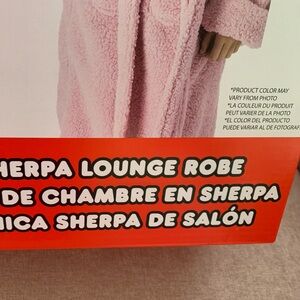 *PRODUCT COLOR MAY
VARY FROM PHOTO
*LA COULEUR DU PRODUIT
PEUT VARIER DE LA PHOTO
*EL COLOR DEL PRODUCTO
PUEDE VARIAR AL DE FOTOGRAF
HERPA LOUNGE ROBE
DE CHAMBRE EN SHERPA
NICA SHERPA DE SALÓN